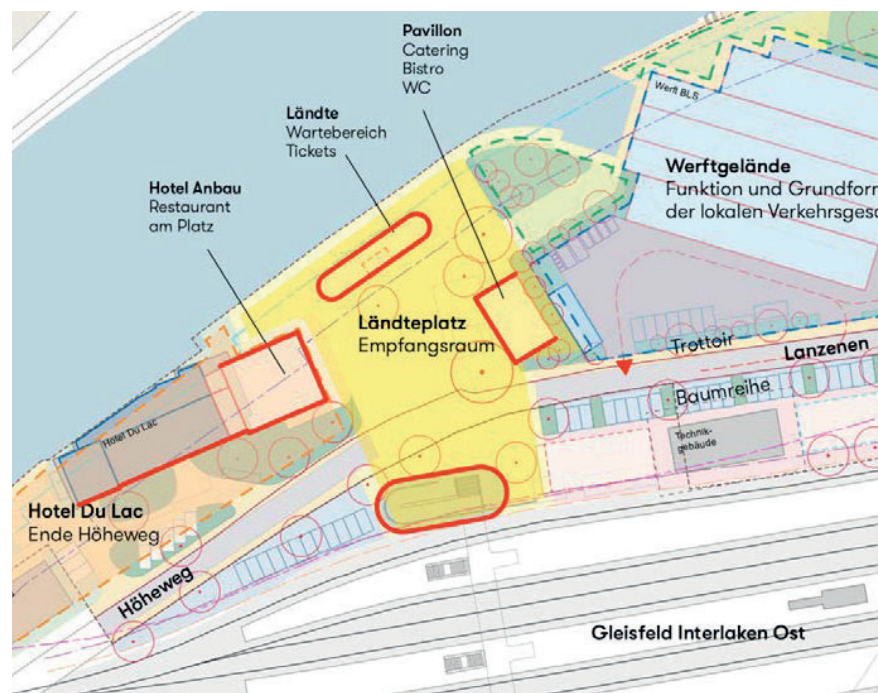 Pavillon
Catering
Bistro
WC
Ländte
Wartebereich
Tickets
Hotel Anbau
Restaurant
am Platz
Werft BLS
Werftgelände
Funktion und Grundform
der lokalen Verkehrsgesc
Ländteplatz
Empfangsraum
Trottoir
Lanzenen
Baumreihe
Technik-
gebäude
Hotel Du Lac
Hotel Du Lac
Ende Höheweg
Höheweg
Gleisfeld Interlaken Ost